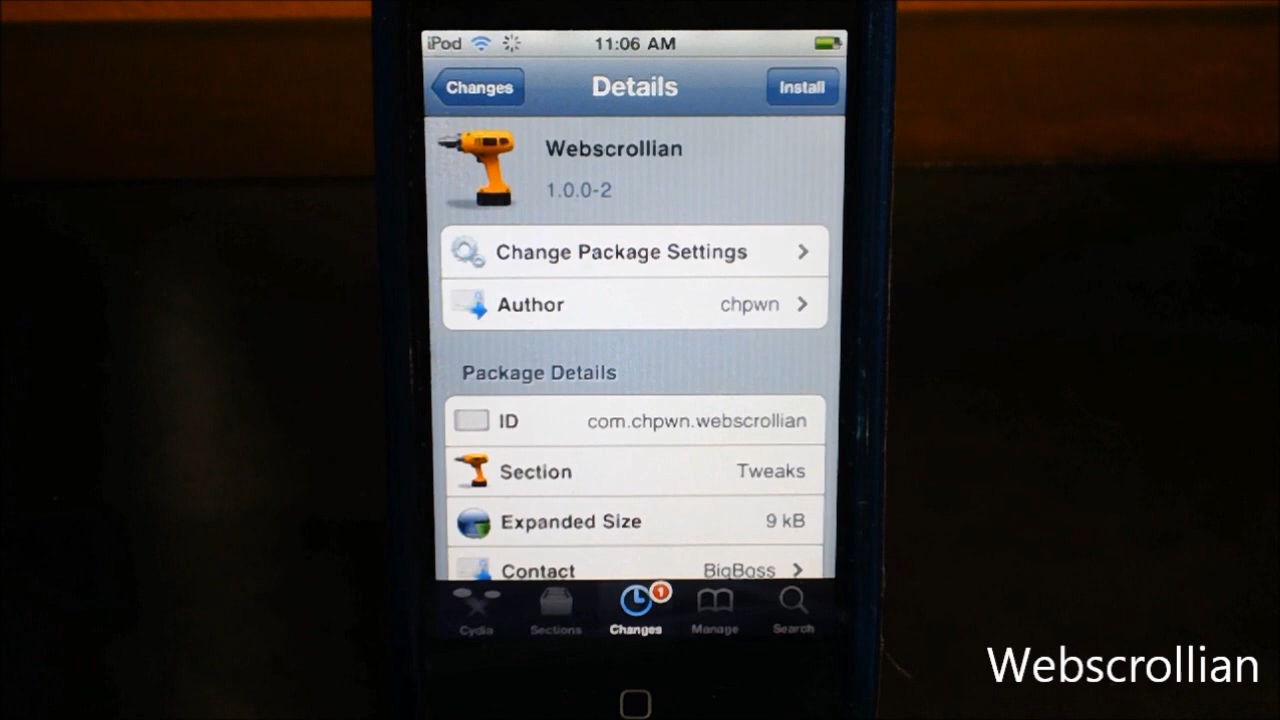 iPod 11:06 AM
Changes Details Install
Webscrollian
1.0.0-2
Change Package Settings
Author chpwn
Package Details
ID com.chpwn.webscrollian
Section Tweaks
Expanded Size 9 kB
Contact BigBoss
1
Cydia Sections Changes Manage Search
Webscrollian